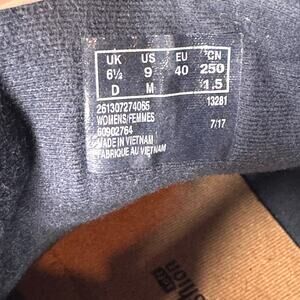 UK US EU CN
6½ 9 40 250
D M 1.5
261307274065 13281
WOMENS/FEMMES
60902764 7/17
MADE IN VIETNAM
FABRIQUE AU VIETNAM